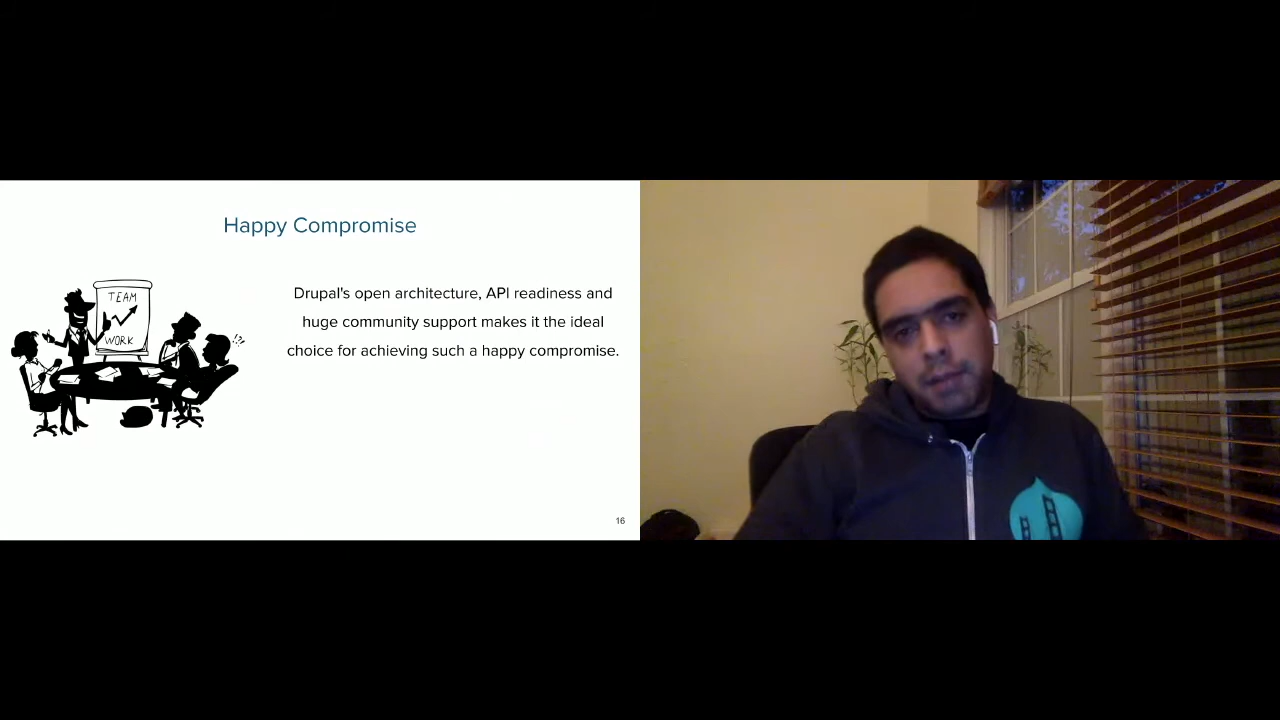 Happy Compromise
TEAM
WORK
!?
Drupal's open architecture, API readiness and
huge community support makes it the ideal
choice for achieving such a happy compromise.
16